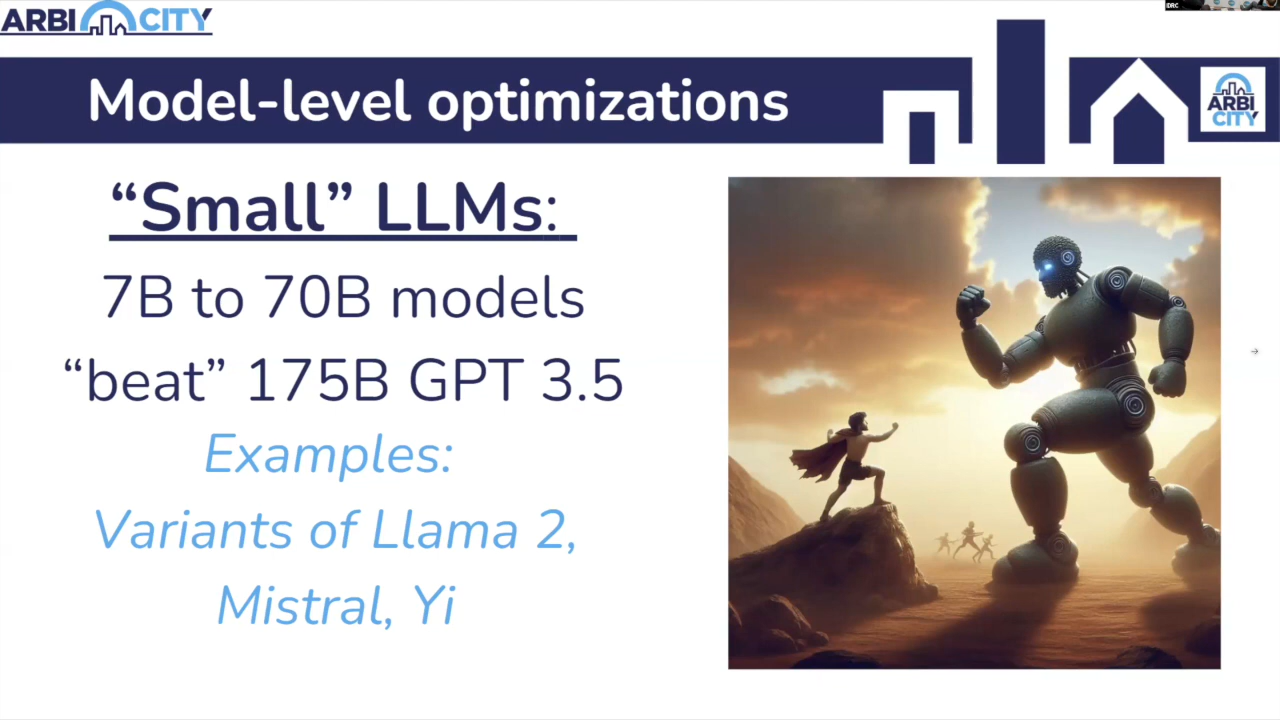 ARBI CITY
IDRC
Model-level optimizations
ARBI
CITY
“Small” LLMs:
7B to 70B models
“beat” 175B GPT 3.5
Examples:
Variants of Llama 2,
Mistral, Yi